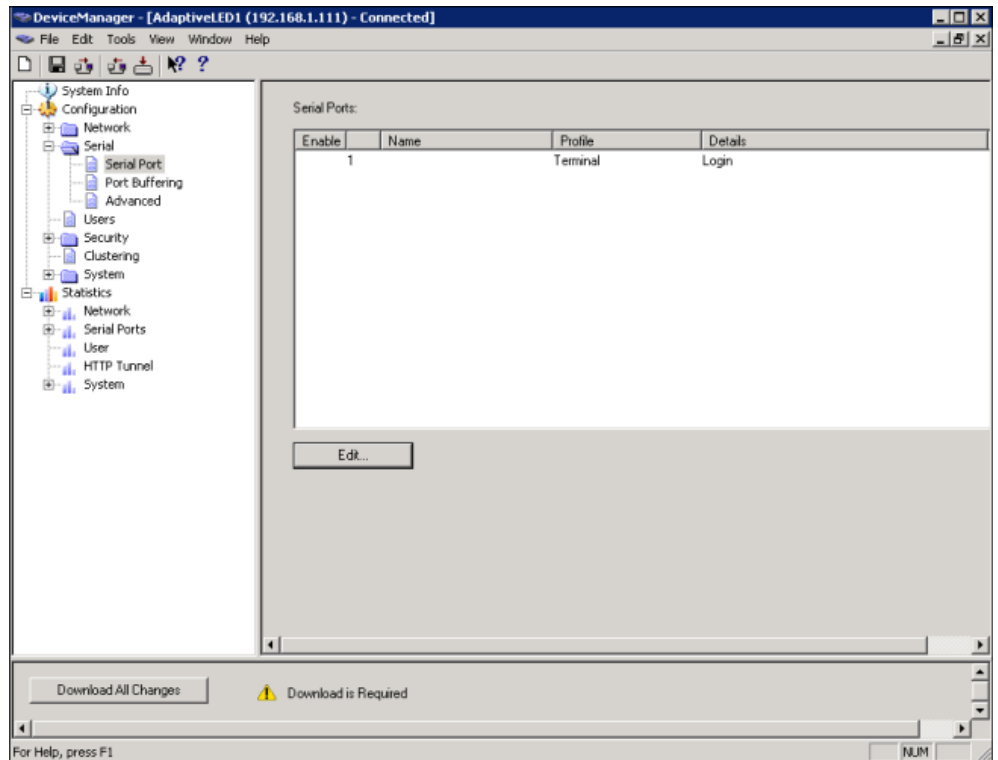 DeviceManager - [AdaptiveLED1 (192.168.1.111) - Connected]
File Edit Tools View Window Help
System Info
Configuration
Network
Serial
Serial Port
Port Buffering
Advanced
Users
Security
Clustering
System
Statistics
Network
Serial Ports
User
HTTP Tunnel
System
Serial Ports:
Enable Name Profile Details
1 Terminal Login
Edit...
Download All Changes
Download is Required
For Help, press F1
NUM